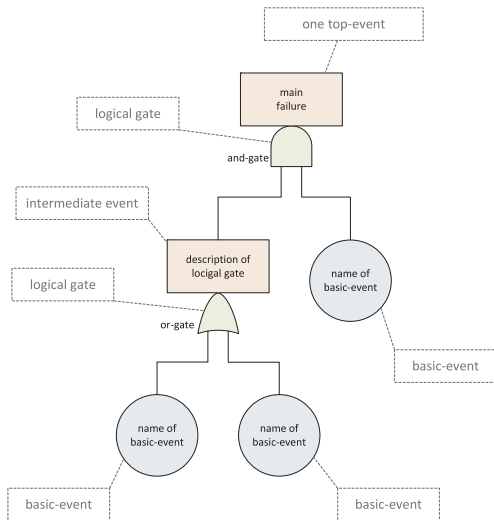 one top-event
main
failure
logical gate
and-gate
intermediate event
description of
locigal gate
name of
basic-event
logical gate
or-gate
basic-event
name of
basic-event
name of
basic-event
basic-event
basic-event